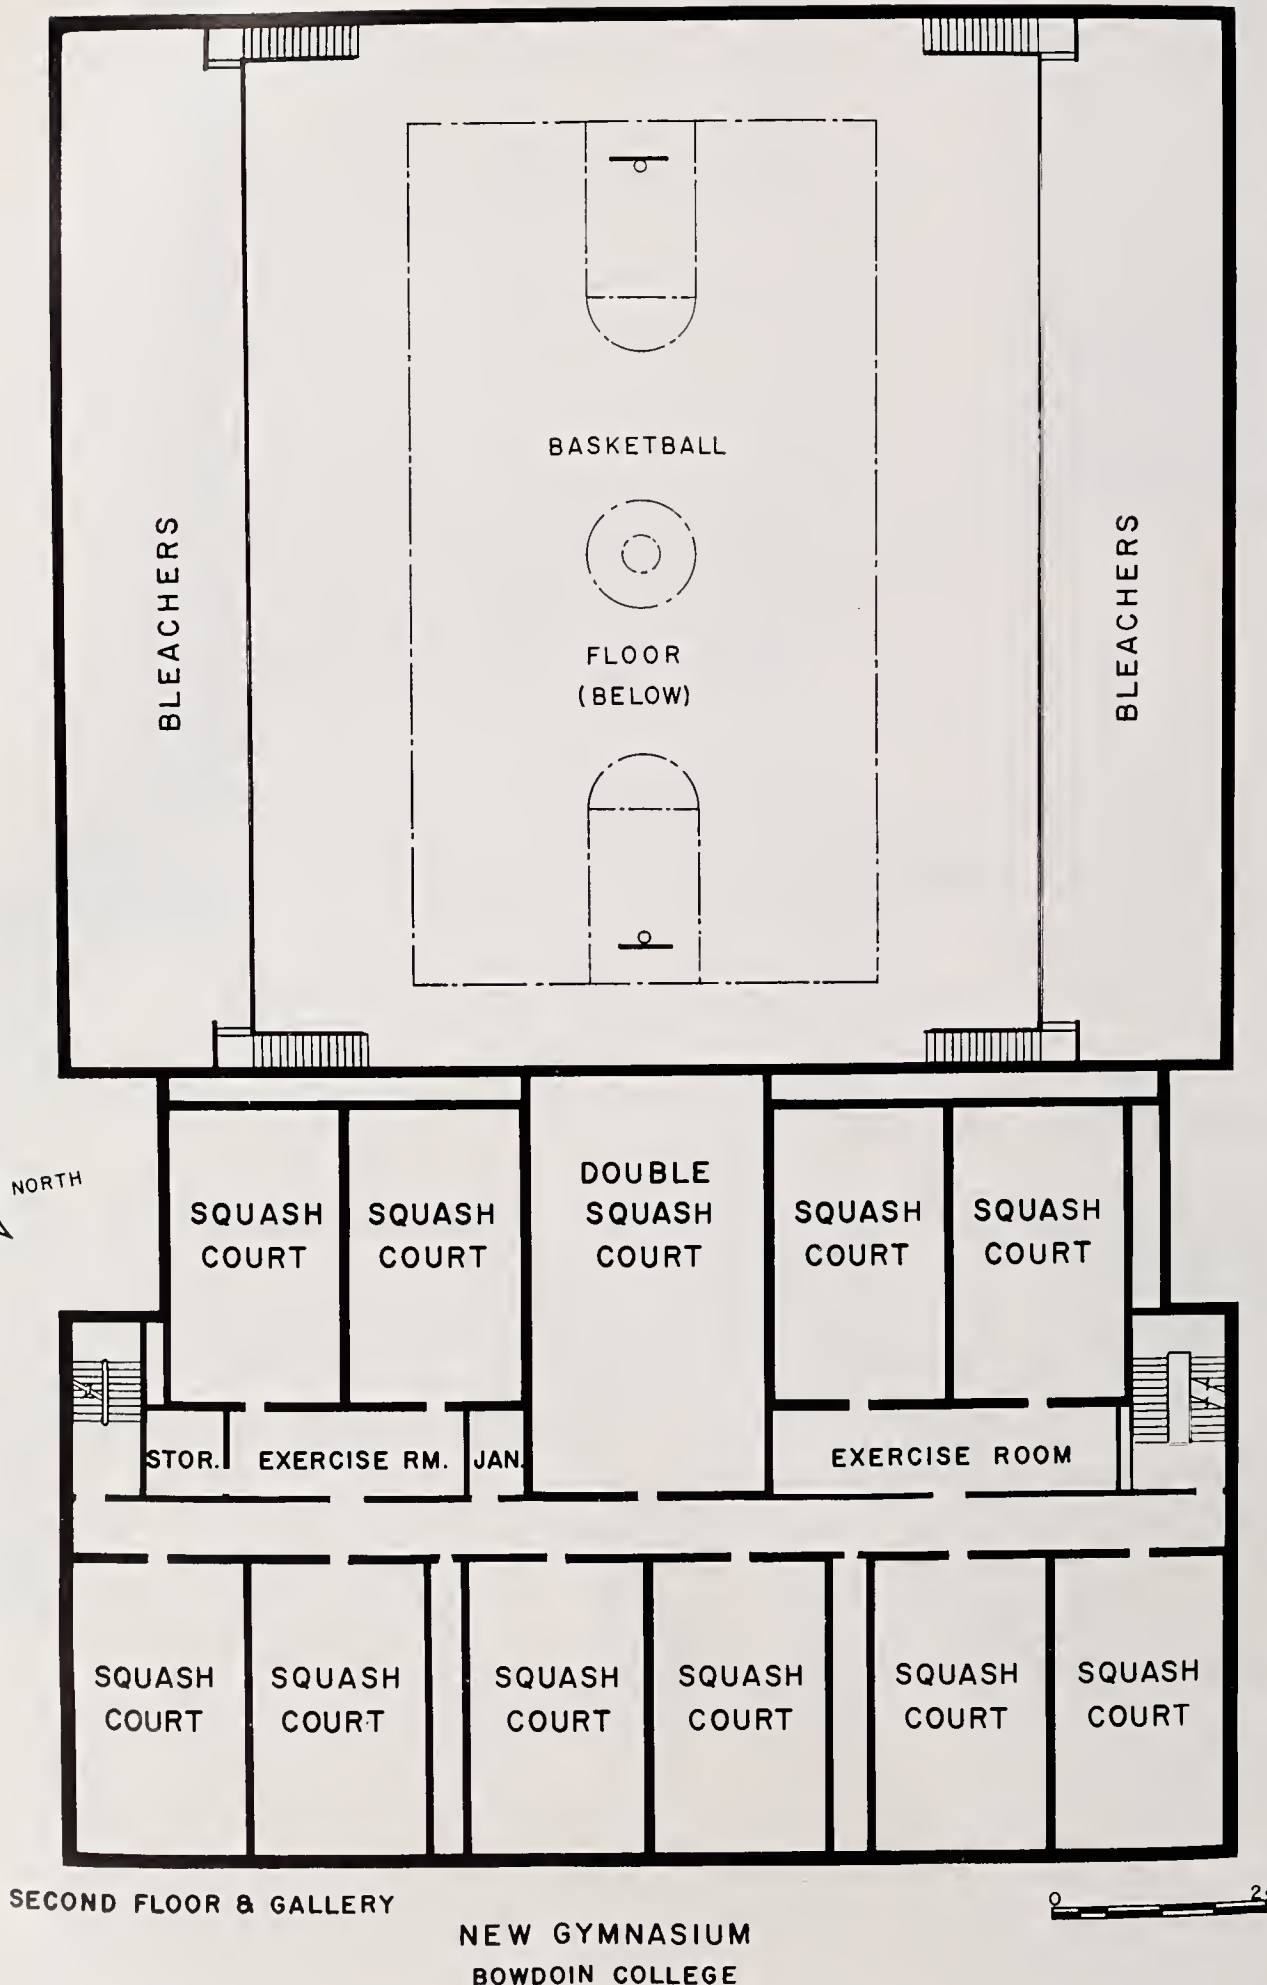 BASKETBALL
FLOOR
(BELOW)
BLEACHERS
BLEACHERS
NORTH
SQUASH
COURT
SQUASH
COURT
DOUBLE
SQUASH
COURT
SQUASH
COURT
SQUASH
COURT
STOR.
EXERCISE RM.
JAN.
EXERCISE ROOM
SQUASH
COURT
SQUASH
COURT
SQUASH
COURT
SQUASH
COURT
SQUASH
COURT
SQUASH
COURT
SECOND FLOOR & GALLERY
0
NEW GYMNASIUM
BOWDOIN COLLEGE